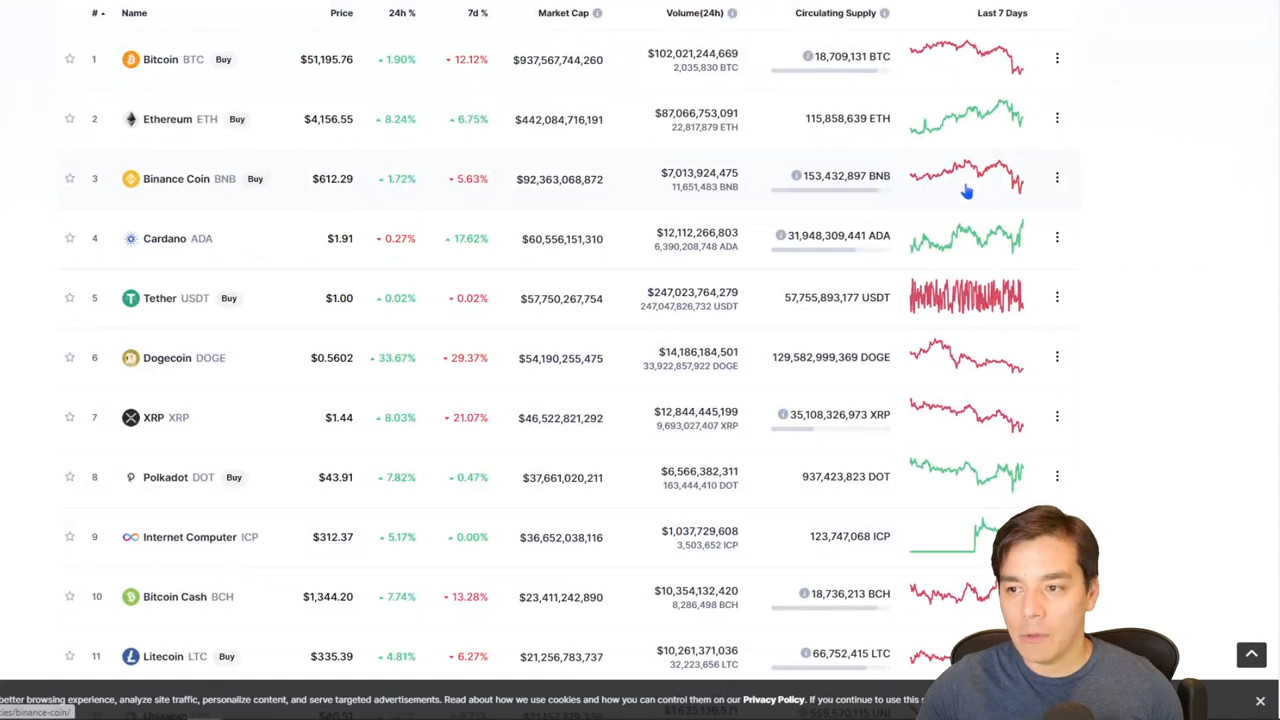 # Name Price 24h % 7d % Market Cap Volume(24h) Circulating Supply Last 7 Days
1 Bitcoin BTC Buy $51,195.76 1.90% 12.12% $937,567,744,260 $102,021,244,669 18,709,131 BTC
2,035,830 BTC
2 Ethereum ETH Buy $4,156.55 8.24% 6.75% $442,084,716,191 $87,066,753,091 115,858,639 ETH
22,817,879 ETH
3 Binance Coin BNB Buy $612.29 1.72% 5.63% $92,363,068,872 $7,013,924,475 153,432,897 BNB
11,651,483 BNB
4 Cardano ADA $1.91 0.27% 17.62% $60,556,151,310 $12,112,266,803 31,948,309,441 ADA
6,390,208,748 ADA
5 Tether USDT Buy $1.00 0.02% 0.02% $57,750,267,754 $247,023,764,279 57,755,893,177 USDT
247,047,826,732 USDT
6 Dogecoin DOGE $0.5602 33.67% 29.37% $54,190,255,475 $14,186,184,501 129,582,999,369 DOGE
33,922,857,922 DOGE
7 XRP XRP $1.44 8.03% 21.07% $46,522,821,292 $12,844,445,199 35,108,326,973 XRP
9,693,027,407 XRP
8 Polkadot DOT Buy $43.91 7.82% 0.47% $37,661,020,211 $6,566,382,311 937,423,823 DOT
163,444,410 DOT
9 Internet Computer ICP $312.37 5.17% 0.00% $36,652,038,116 $1,037,729,608 123,747,068 ICP
3,503,652 ICP
10 Bitcoin Cash BCH $1,344.20 7.74% 13.28% $23,411,242,890 $10,354,132,420 18,736,213 BCH
8,286,498 BCH
11 Litecoin LTC Buy $335.39 4.81% 6.27% $21,256,783,737 $10,261,371,036 66,752,415 LTC
32,223,656 LTC
better browsing experience, analyze site traffic, personalize content, and serve targeted advertisements. Read about how we use cookies and how you can control them on our Privacy Policy. If you continue to use this
cies/binance-coin/